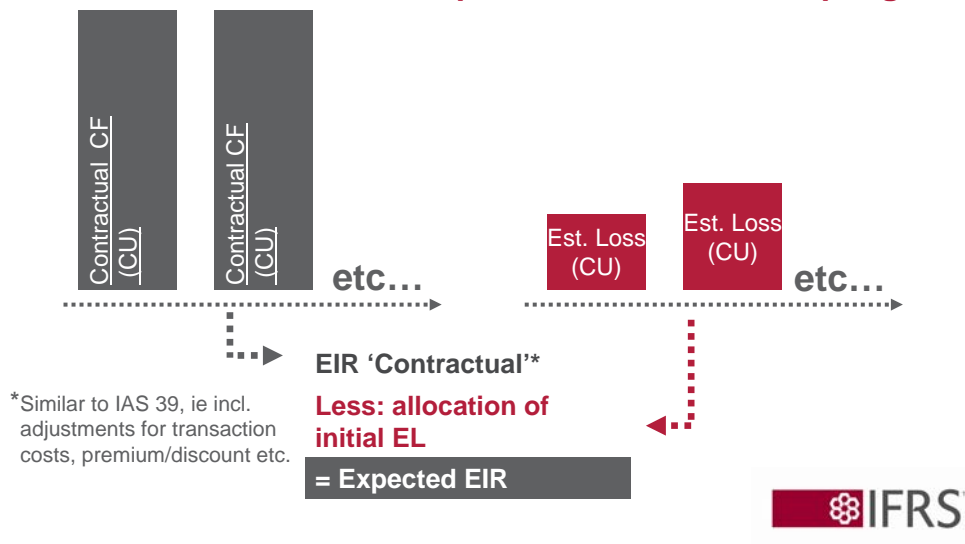 Contractual CF
(CU)
Contractual CF
(CU)
etc...
Est. Loss
(CU)
Est. Loss
(CU)
etc...
EIR ‘Contractual’*
*Similar to IAS 39, ie incl.
adjustments for transaction
costs, premium/discount etc.
Less: allocation of
initial EL
= Expected EIR
IFRS